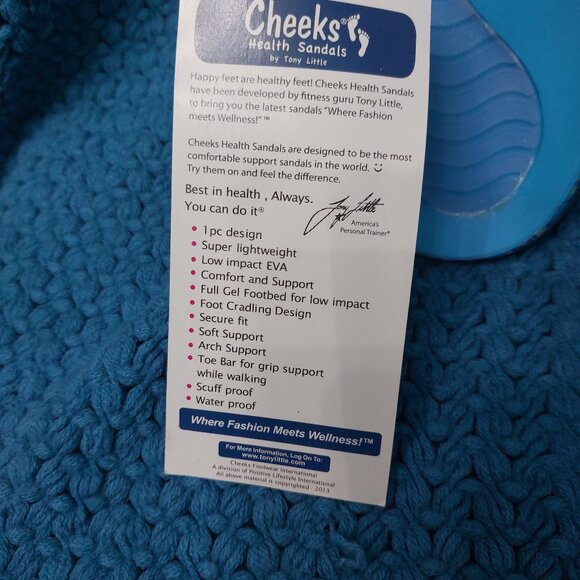 Cheeks®
Health Sandals
by Tony Little
Happy feet are healthy feet! Cheeks Health Sandals
have been developed by fitness guru Tony Little,
to bring you the latest sandals "Where Fashion
meets Wellness!" ™
Cheeks Health Sandals are designed to be the most
comfortable support sandals in the world.
Try them on and feel the difference.
Best in health , Always.
You can do it®
Tony Little
America's
Personal Trainer®
• 1pc design
• Super lightweight
• Low impact EVA
• Comfort and Support
• Full Gel Footbed for low impact
• Foot Cradling Design
• Secure fit
• Soft Support
• Arch Support
• Toe Bar for grip support
while walking
• Scuff proof
• Water proof
Where Fashion Meets Wellness!™
For More Information, Log On To:
www.tonylittle.com
Cheeks Footwear International
A division of Positive Lifestyle International
All above material is copyrighted - 2013